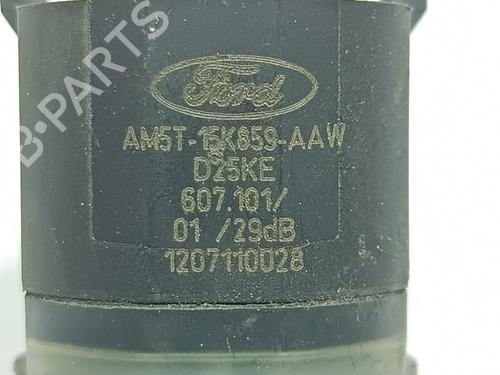 Ford
AM5T-15K859-AAW
D25KE
607.101/
01 /29dB
1207110028
B-PARTS